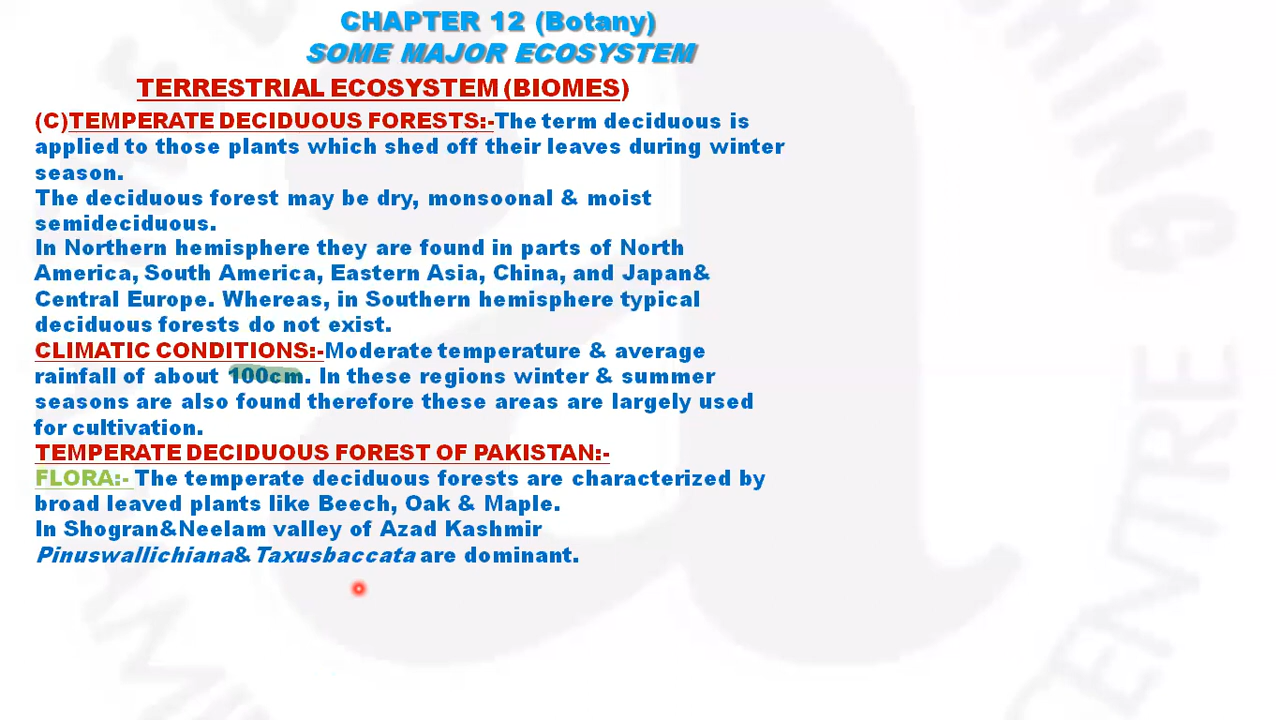 CHAPTER 12 (Botany)
SOME MAJOR ECOSYSTEM
TERRESTRIAL ECOSYSTEM (BIOMES)
(C)TEMPERATE DECIDUOUS FORESTS:-The term deciduous is
applied to those plants which shed off their leaves during winter
season.
The deciduous forest may be dry, monsoonal & moist
semideciduous.
In Northern hemisphere they are found in parts of North
America, South America, Eastern Asia, China, and Japan&
Central Europe. Whereas, in Southern hemisphere typical
deciduous forests do not exist.
CLIMATIC CONDITIONS:-Moderate temperature & average
rainfall of about 100cm. In these regions winter & summer
seasons are also found therefore these areas are largely used
for cultivation.
TEMPERATE DECIDUOUS FOREST OF PAKISTAN:-
FLORA:- The temperate deciduous forests are characterized by
broad leaved plants like Beech, Oak & Maple.
In Shogran&Neelam valley of Azad Kashmir
Pinuswallichiana& Taxusbaccata are dominant.